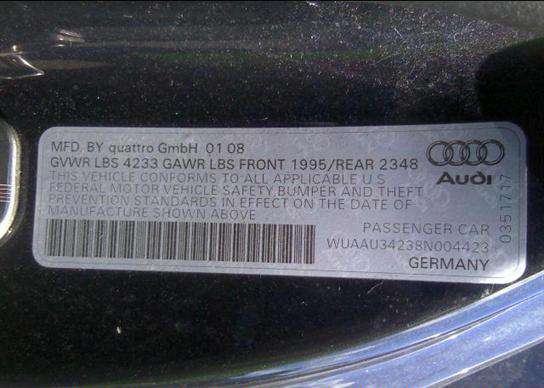 MFD. BY quattro GmbH 01 08
GVWR LBS 4233 GAWR LBS FRONT 1995/REAR 2348
THIS VEHICLE CONFORMS TO ALL APPLICABLE U S
FEDERAL MOTOR VEHICLE SAFETY, BUMPER AND THEFT
PREVENTION STANDARDS IN EFFECT ON THE DATE OF
MANUFACTURE SHOWN ABOVE
Audi
PASSENGER CAR
WUAAU34238N004423
GERMANY
0351717